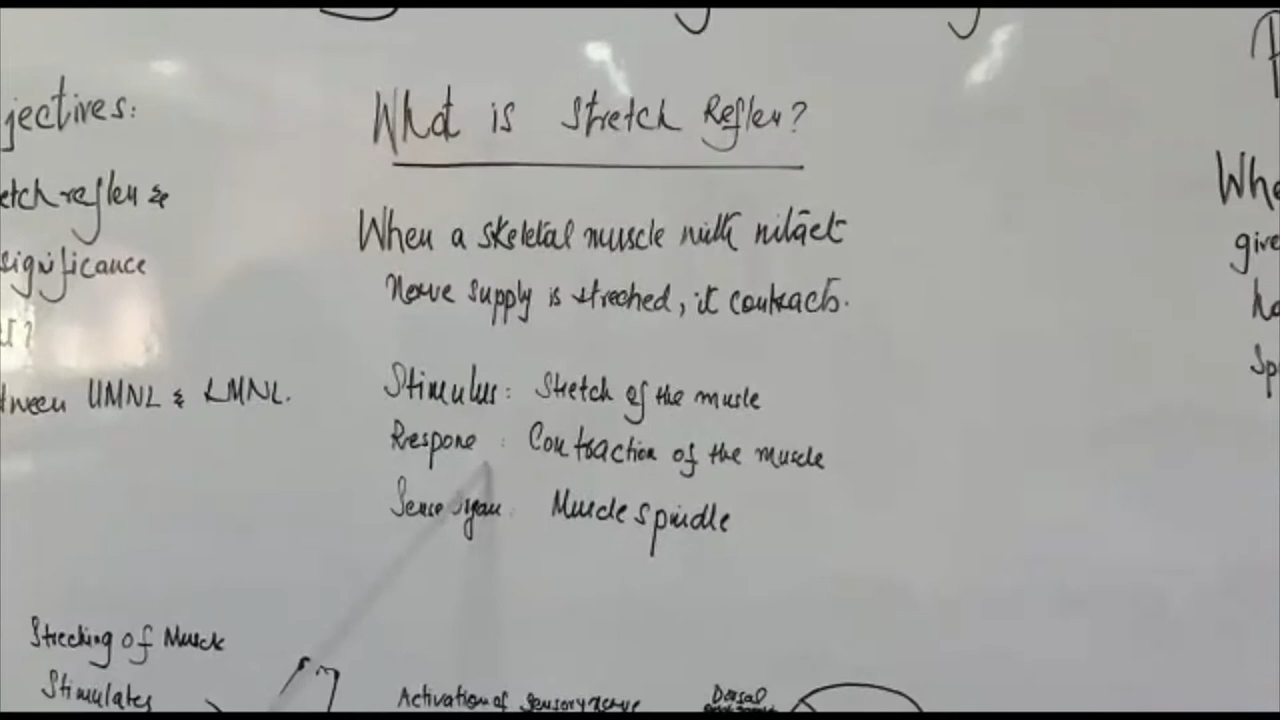 jectives:
etch reflex &
significance
between UMNL & LMNL.
What is Stretch Reflex?
When a skeletal muscle with intact
nerve supply is streched, it contracts.
Stimulus: Stretch of the muscle
Respone : Contraction of the muscle
Sense organ: Muscle spindle
Streching of Muscle
Stimulates
Activation of Sensory nerve
Dorsal
give